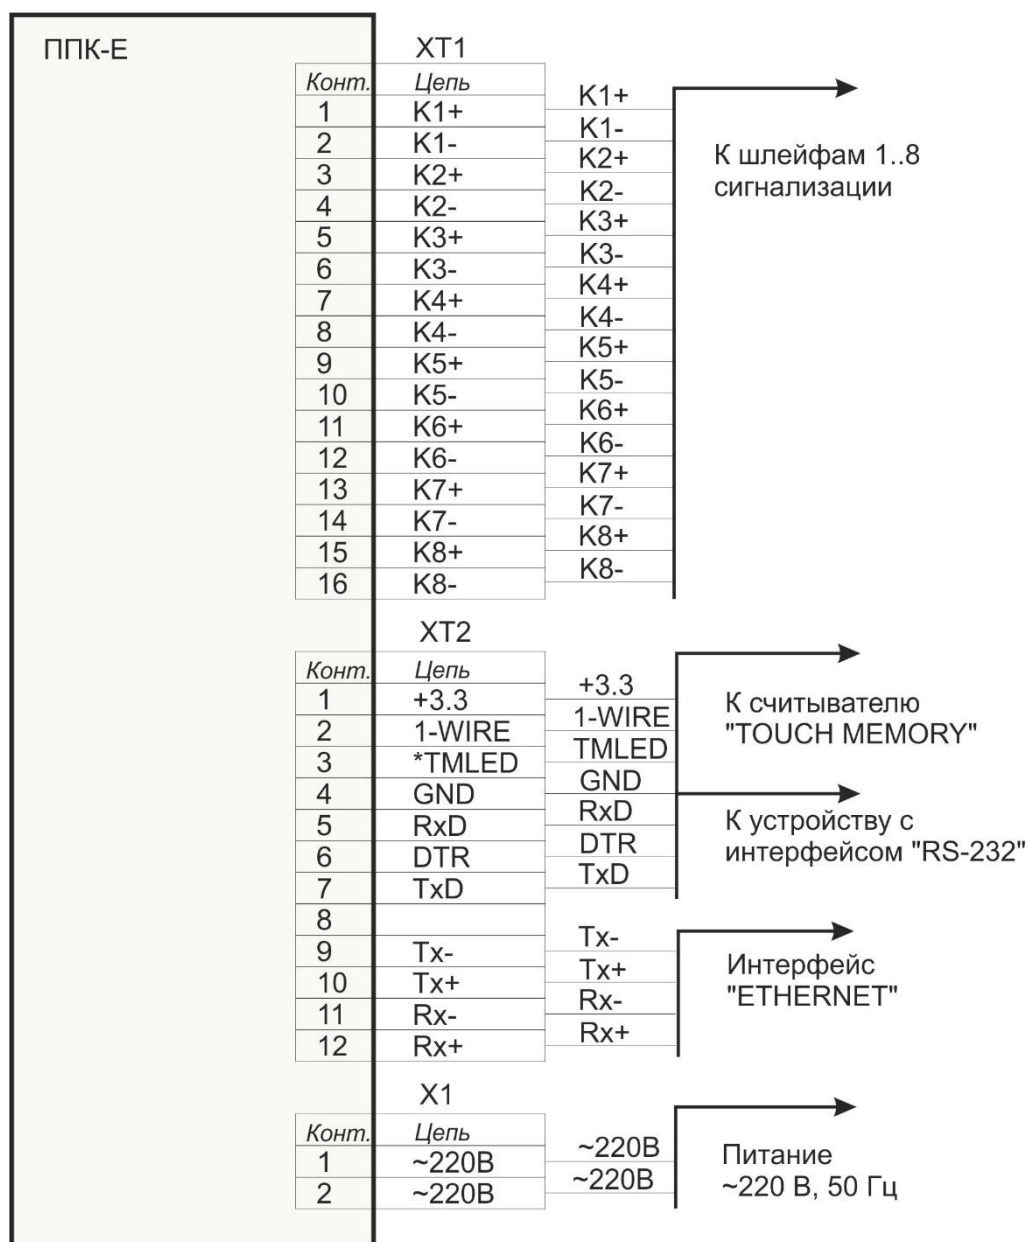 ППК-Е
XT1
Конт. Цепь
1 K1+ K1+
2 K1- K1-
3 K2+ K2+
4 K2- K2-
5 K3+ K3+
6 K3- K3-
7 K4+ K4+
8 K4- K4-
9 K5+ K5+
10 K5- K5-
11 K6+ K6+
12 K6- K6-
13 K7+ K7+
14 K7- K7-
15 K8+ K8+
16 K8- K8-
К шлейфам 1..8
сигнализации
XT2
Конт. Цепь
1 +3.3 +3.3
2 1-WIRE 1-WIRE
3 *TMLED TMLED
4 GND GND
5 RxD RxD
6 DTR DTR
7 TxD TxD
8
9 Tx- Tx-
10 Tx+ Tx+
11 Rx- Rx-
12 Rx+ Rx+
К считывателю
"TOUCH MEMORY"
К устройству с
интерфейсом "RS-232"
Интерфейс
"ETHERNET"
X1
Конт. Цепь
1 ~220В ~220В
2 ~220В ~220В
Питание
~220 В, 50 Гц